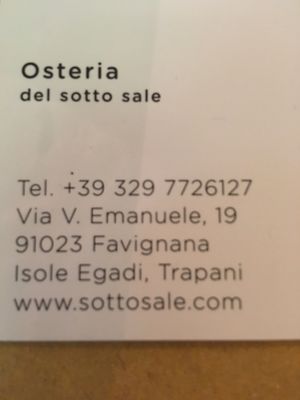 Osteria
del sotto sale
Tel. +39 329 7726127
Via V. Emanuele, 19
91023 Favignana
Isole Egadi, Trapani
www.sottosale.com